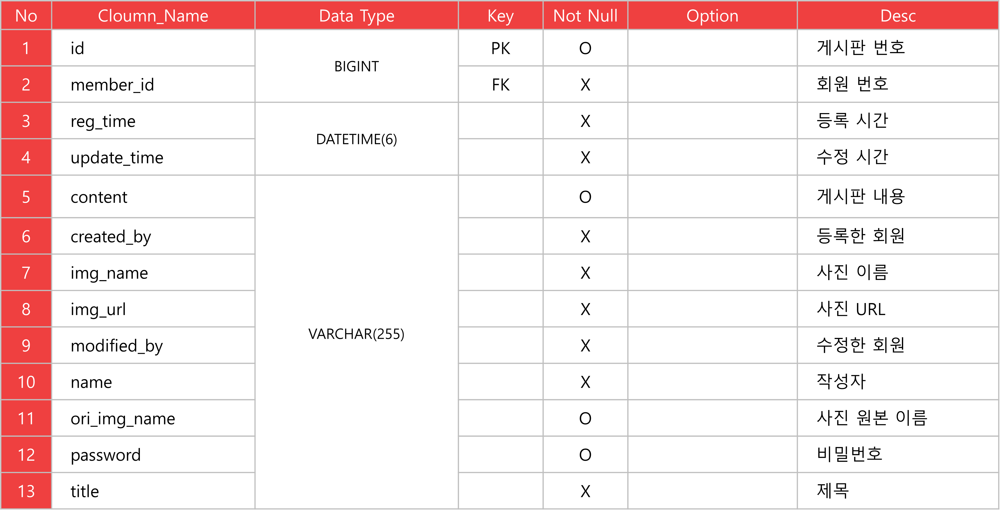 No Cloumn_Name Data Type Key Not Null Option Desc
1 id BIGINT PK O 게시판 번호
2 member_id FK X 회원 번호
3 reg_time DATETIME(6) X 등록 시간
4 update_time X 수정 시간
5 content VARCHAR(255) O 게시판 내용
6 created_by X 등록한 회원
7 img_name X 사진 이름
8 img_url X 사진 URL
9 modified_by X 수정한 회원
10 name X 작성자
11 ori_img_name O 사진 원본 이름
12 password O 비밀번호
13 title X 제목